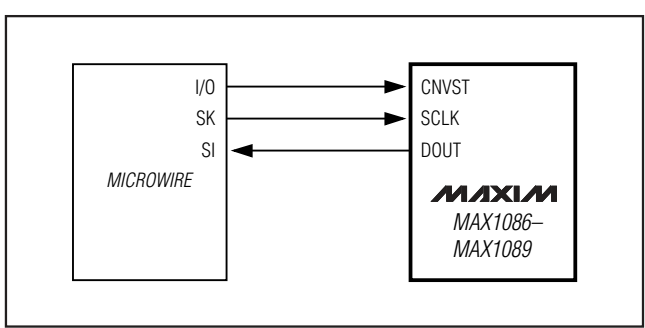 I/O CNVST
SK SCLK
SI DOUT
MICROWIRE
MAXIM
MAX1086–
MAX1089